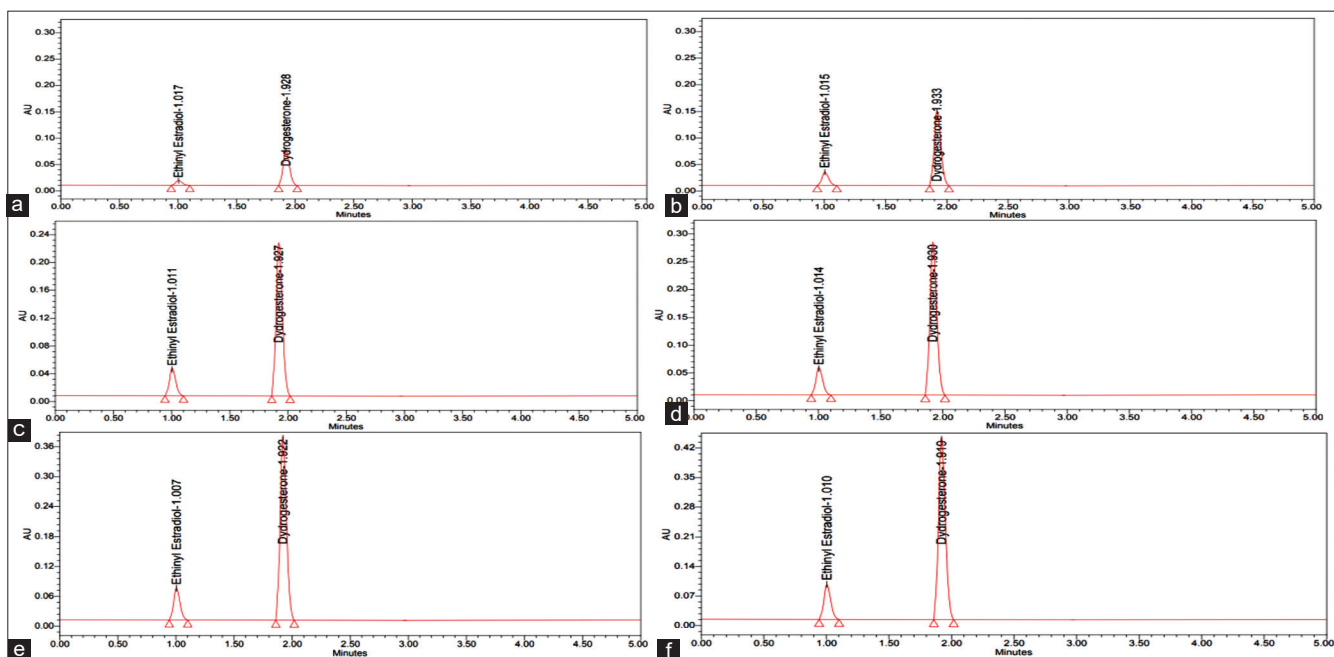 0.30
0.25
0.20
0.15
0.10
0.05
0.00
AU
Ethinyl Estradiol-1.017
Dydrogesterone-1.928
0.00 0.50 1.00 1.50 2.00 2.50 3.00 3.50 4.00 4.50 5.00
Minutes
a
0.30
0.25
0.20
0.15
0.10
0.05
0.00
AU
Ethinyl Estradiol-1.015
Dydrogesterone-1.933
0.00 0.50 1.00 1.50 2.00 2.50 3.00 3.50 4.00 4.50 5.00
Minutes
b
0.24
0.20
0.16
0.12
0.08
0.04
0.00
AU
Ethinyl Estradiol-1.011
Dydrogesterone-1.927
0.00 0.50 1.00 1.50 2.00 2.50 3.00 3.50 4.00 4.50 5.00
Minutes
c
0.30
0.25
0.20
0.15
0.10
0.05
0.00
AU
Ethinyl Estradiol-1.014
Dydrogesterone-1.930
0.00 0.50 1.00 1.50 2.00 2.50 3.00 3.50 4.00 4.50 5.00
Minutes
d
0.36
0.30
0.24
0.18
0.12
0.06
0.00
AU
Ethinyl Estradiol-1.007
Dydrogesterone-1.922
0.00 0.50 1.00 1.50 2.00 2.50 3.00 3.50 4.00 4.50 5.00
Minutes
e
0.42
0.35
0.28
0.21
0.14
0.07
0.00
AU
Ethinyl Estradiol-1.010
Dydrogesterone-1.919
0.00 0.50 1.00 1.50 2.00 2.50 3.00 3.50 4.00 4.50 5.00
Minutes
f